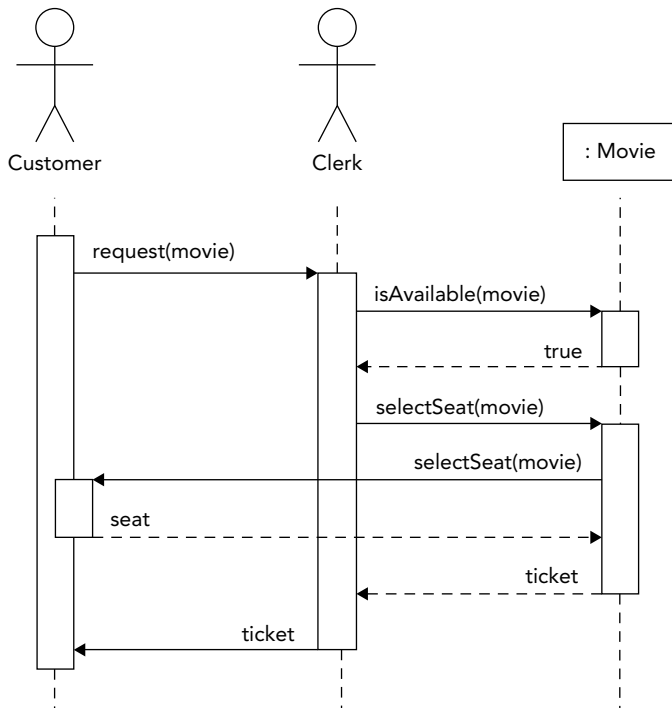 Customer
Clerk
: Movie
request(movie)
isAvailable(movie)
true
selectSeat(movie)
selectSeat(movie)
seat
ticket
ticket